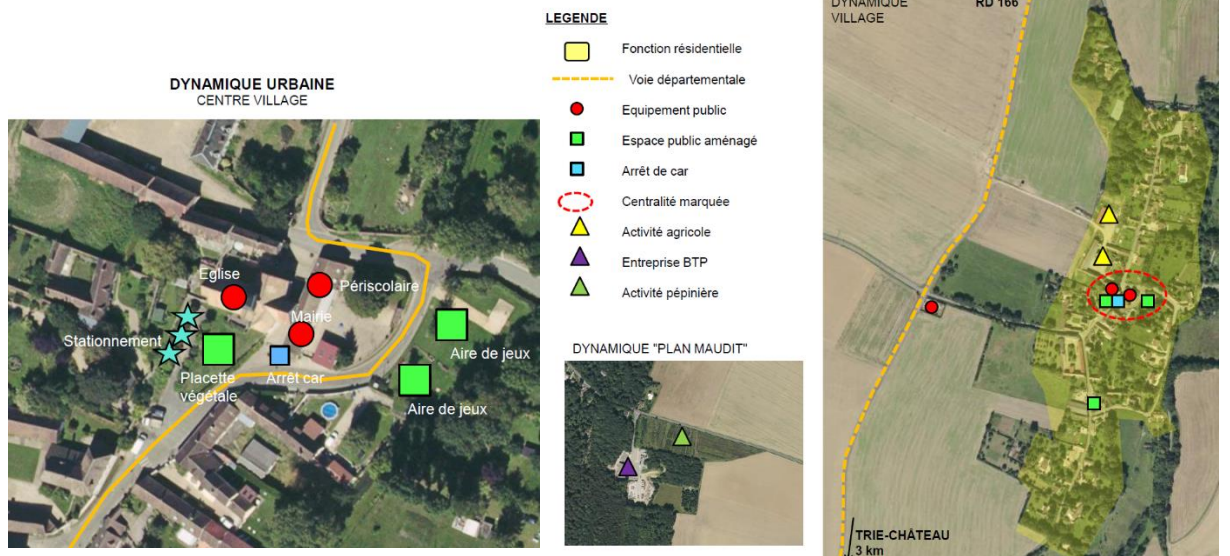 DYNAMIQUE URBAINE
CENTRE VILLAGE
Eglise
Périscolaire
Mairie
Stationnement
Placette
végétale
Arrêt car
Aire de jeux
Aire de jeux
LEGENDE
Fonction résidentielle
Voie départementale
Equipement public
Espace public aménagé
Arrêt de car
Centralité marquée
Activité agricole
Entreprise BTP
Activité pépinière
DYNAMIQUE "PLAN MAUDIT"
DYNAMIQUE
VILLAGE
RD 166
TRIE-CHÂTEAU
3 km